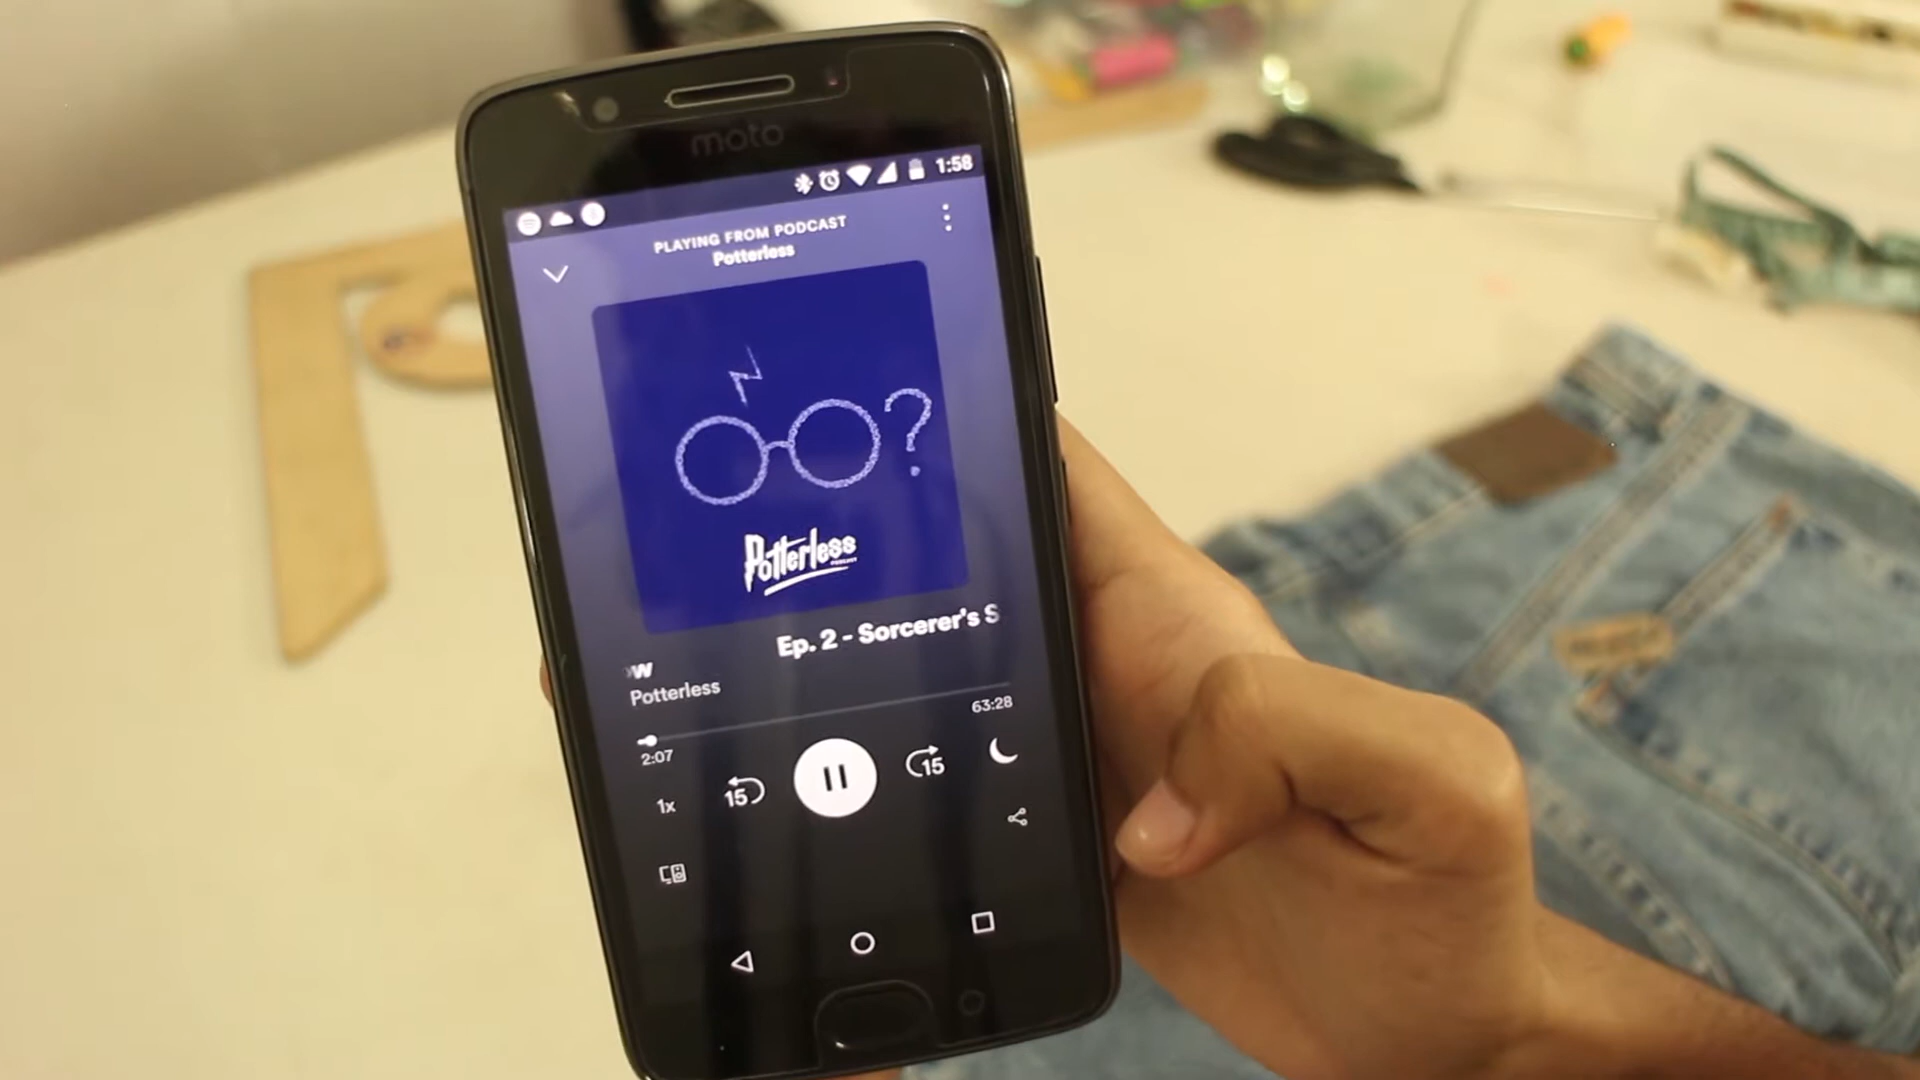 moto
1:58
PLAYING FROM PODCAST
Potterless
?
Potterless
PODCAST
Ep. 2 - Sorcerer's S
w
Potterless
2:07
63:28
1x
15
15